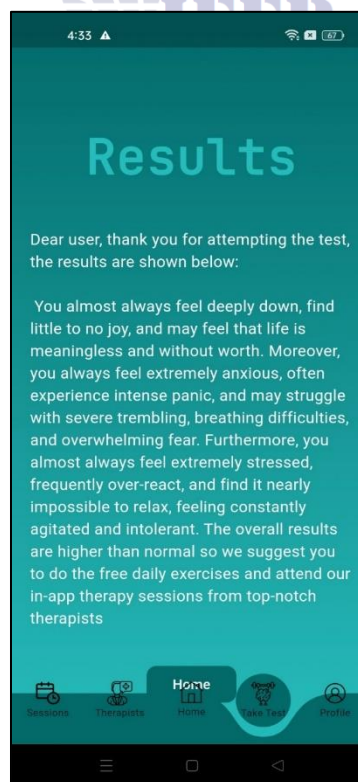 4:33
67
Results
Dear user, thank you for attempting the test,
the results are shown below:
You almost always feel deeply down, find
little to no joy, and may feel that life is
meaningless and without worth. Moreover,
you always feel extremely anxious, often
experience intense panic, and may struggle
with severe trembling, breathing difficulties,
and overwhelming fear. Furthermore, you
almost always feel extremely stressed,
frequently over-react, and find it nearly
impossible to relax, feeling constantly
agitated and intolerant. The overall results
are higher than normal so we suggest you
to do the free daily exercises and attend our
in-app therapy sessions from top-notch
therapists
Home
Sessions Therapists Home Take Test Profile